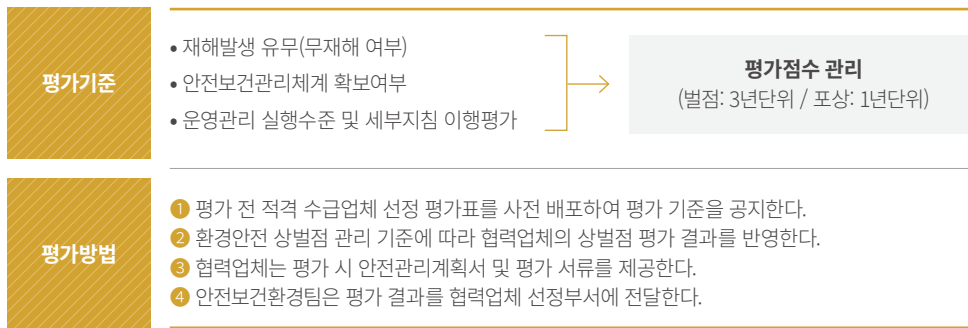 평가기준
• 재해발생 유무(무재해 여부)
• 안전보건관리체계 확보여부
• 운영관리 실행수준 및 세부지침 이행평가
평가점수 관리
(벌점: 3년단위 / 포상: 1년단위)
평가방법
❶ 평가 전 적격 수급업체 선정 평가표를 사전 배포하여 평가 기준을 공지한다.
❷ 환경안전 상벌점 관리 기준에 따라 협력업체의 상벌점 평가 결과를 반영한다.
❸ 협력업체는 평가 시 안전관리계획서 및 평가 서류를 제공한다.
❹ 안전보건환경팀은 평가 결과를 협력업체 선정부서에 전달한다.